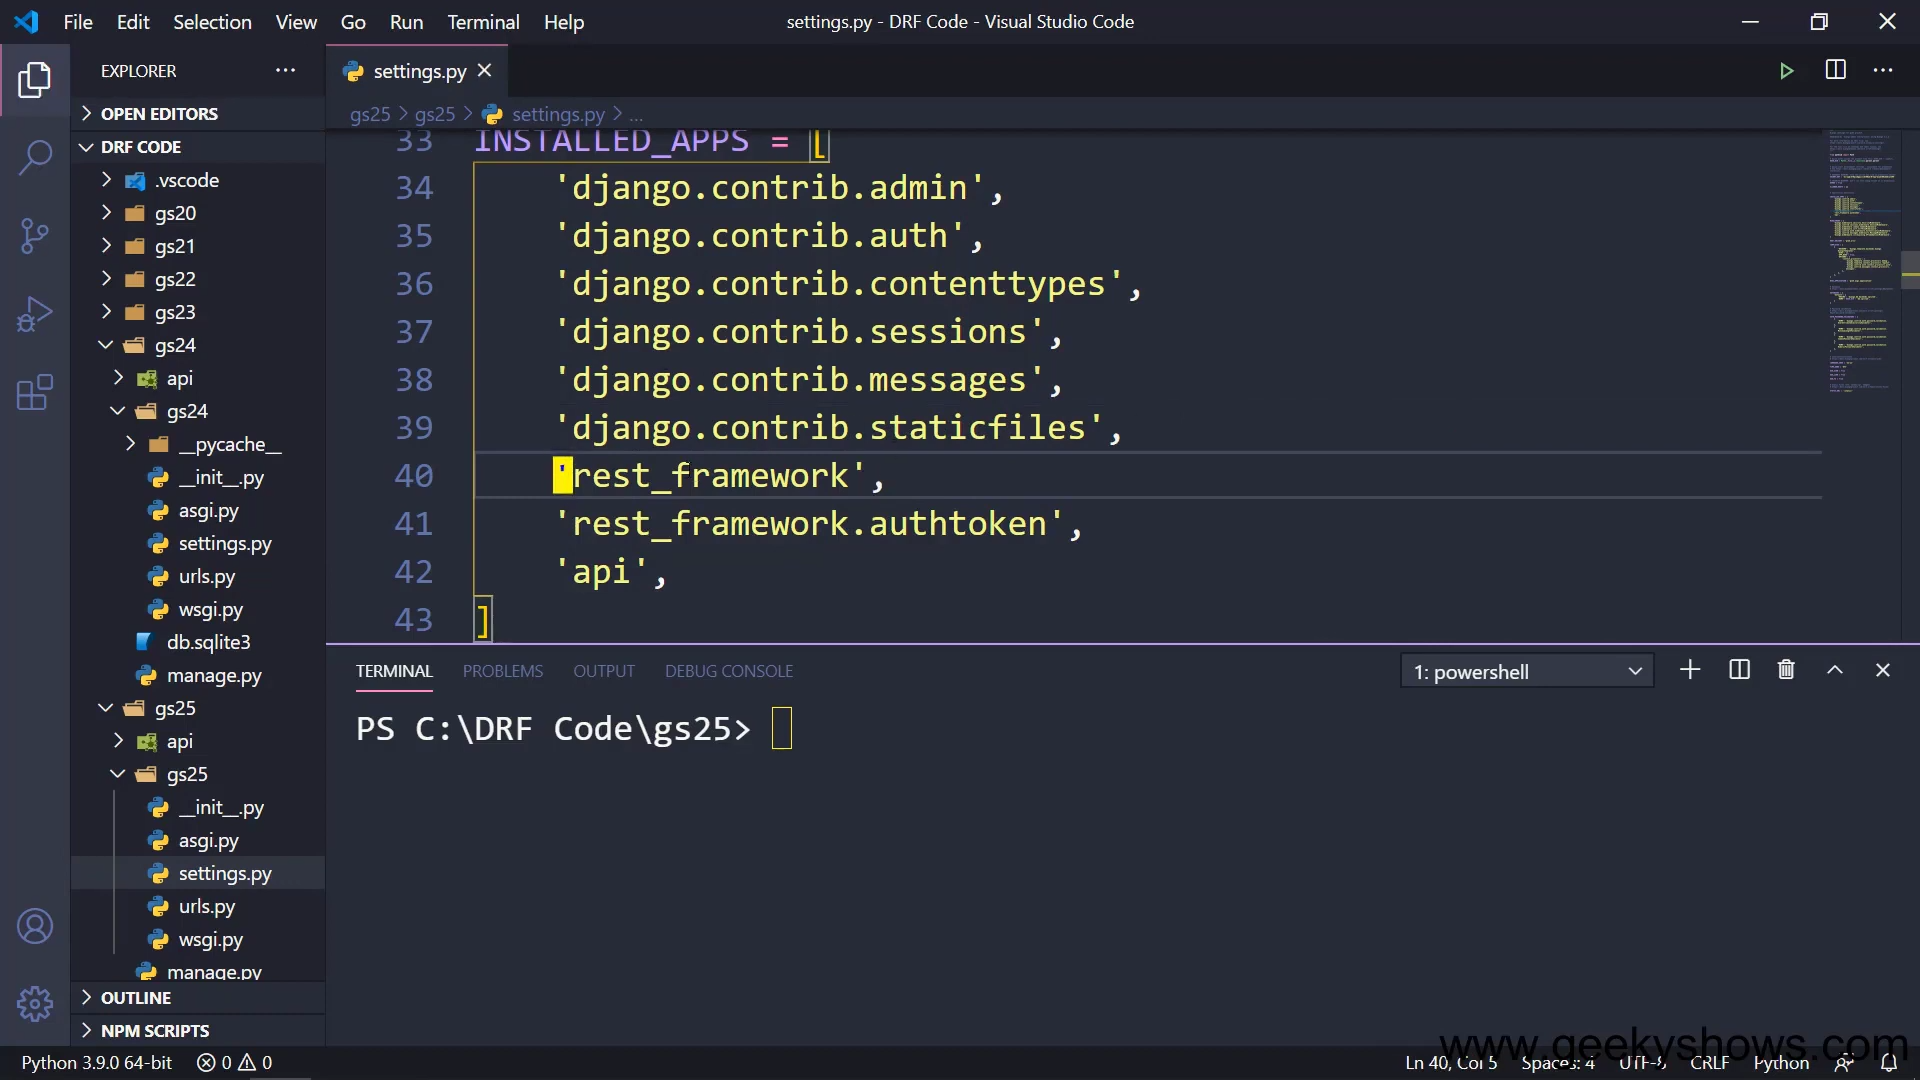 File Edit Selection View Go Run Terminal Help
settings.py - DRF Code - Visual Studio Code
EXPLORER
OPEN EDITORS
DRF CODE
.vscode
gs20
gs21
gs22
gs23
gs24
api
gs24
__pycache__
__init__.py
asgi.py
settings.py
urls.py
wsgi.py
db.sqlite3
manage.py
gs25
api
gs25
__init__.py
asgi.py
settings.py
urls.py
wsgi.py
manage.py
OUTLINE
NPM SCRIPTS
settings.py
gs25 > gs25 > settings.py > ...
33 INSTALLED_APPS = [
34 'django.contrib.admin',
35 'django.contrib.auth',
36 'django.contrib.contenttypes',
37 'django.contrib.sessions',
38 'django.contrib.messages',
39 'django.contrib.staticfiles',
40 'rest_framework',
41 'rest_framework.authtoken',
42 'api',
43 ]
TERMINAL PROBLEMS OUTPUT DEBUG CONSOLE
1: powershell
PS C:\DRF Code\gs25>
www.geekyshows.com
Python 3.9.0 64-bit 0 0
Ln 40, Col 5 Spaces: 4 UTF-8 CRLF Python